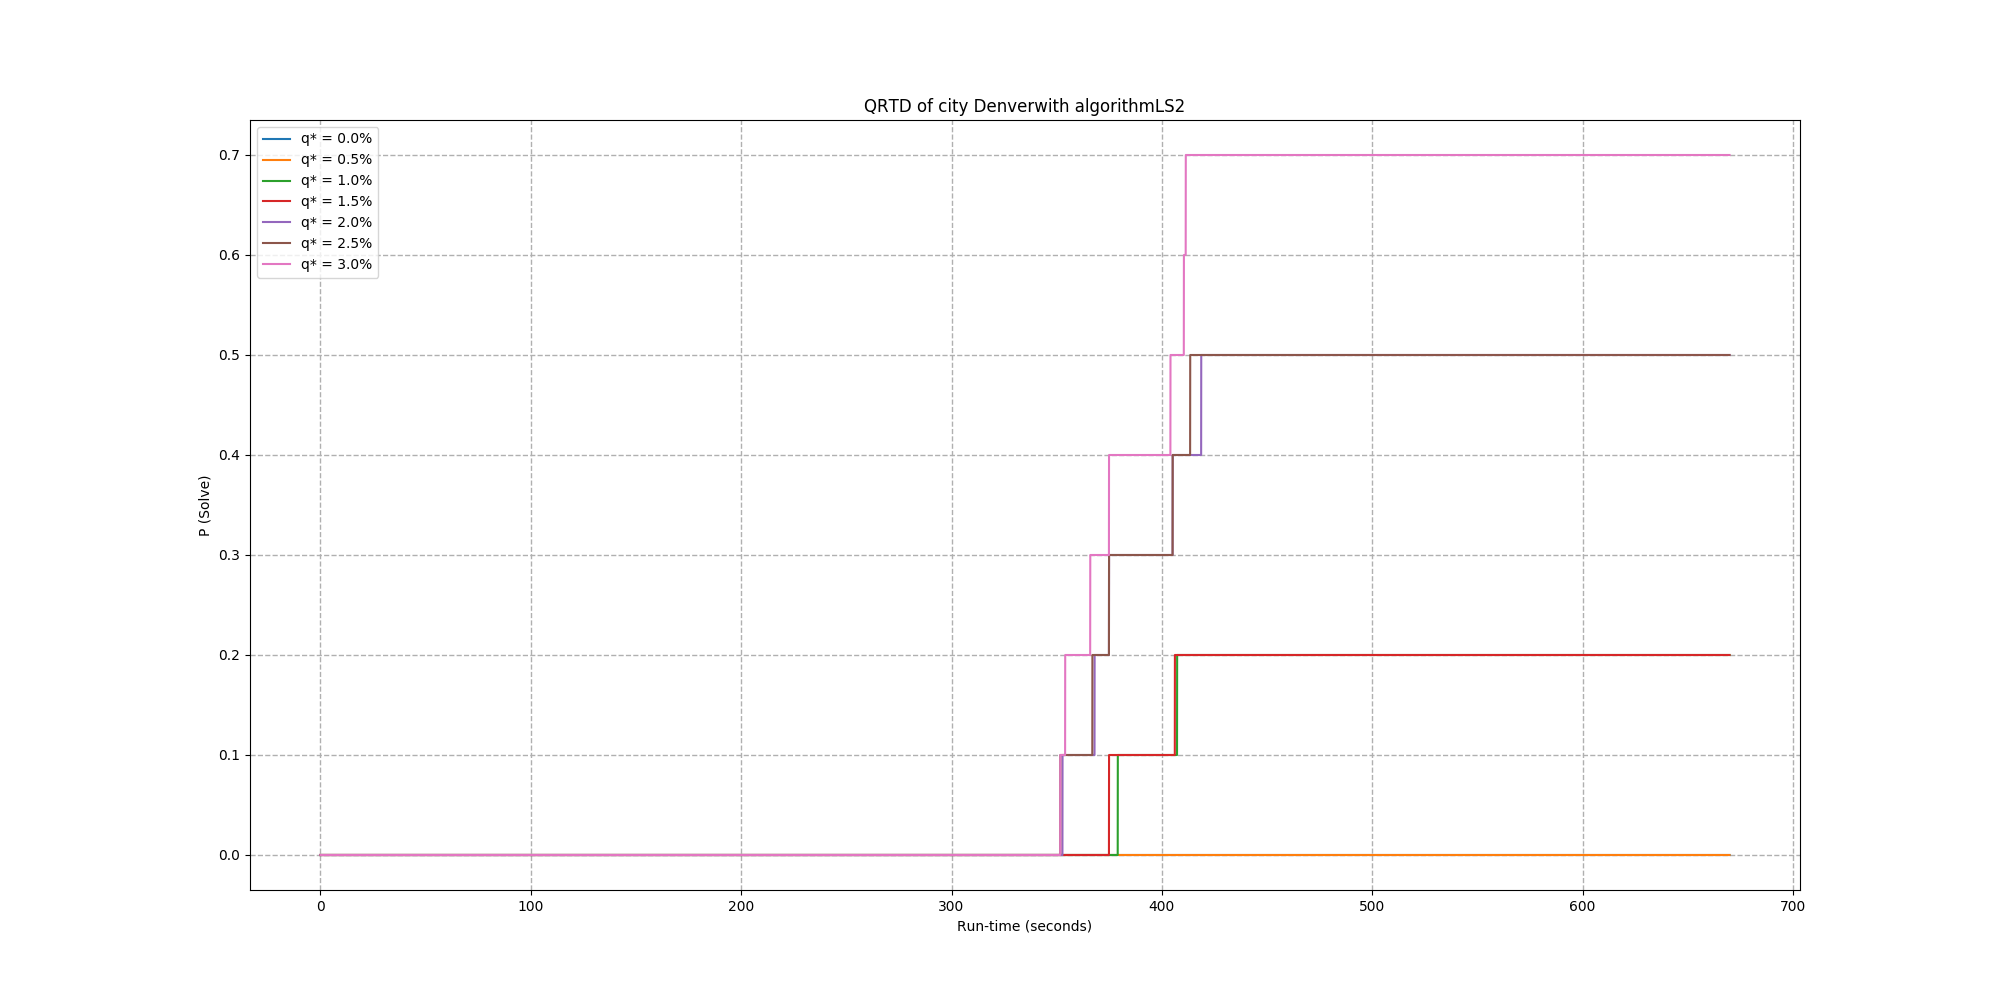 QRTD of city Denverwith algorithmLS2
q* = 0.0%
q* = 0.5%
q* = 1.0%
q* = 1.5%
q* = 2.0%
q* = 2.5%
q* = 3.0%
0.7
0.6
0.5
0.4
0.3
0.2
0.1
0.0
P (Solve)
0 100 200 300 400 500 600 700
Run-time (seconds)